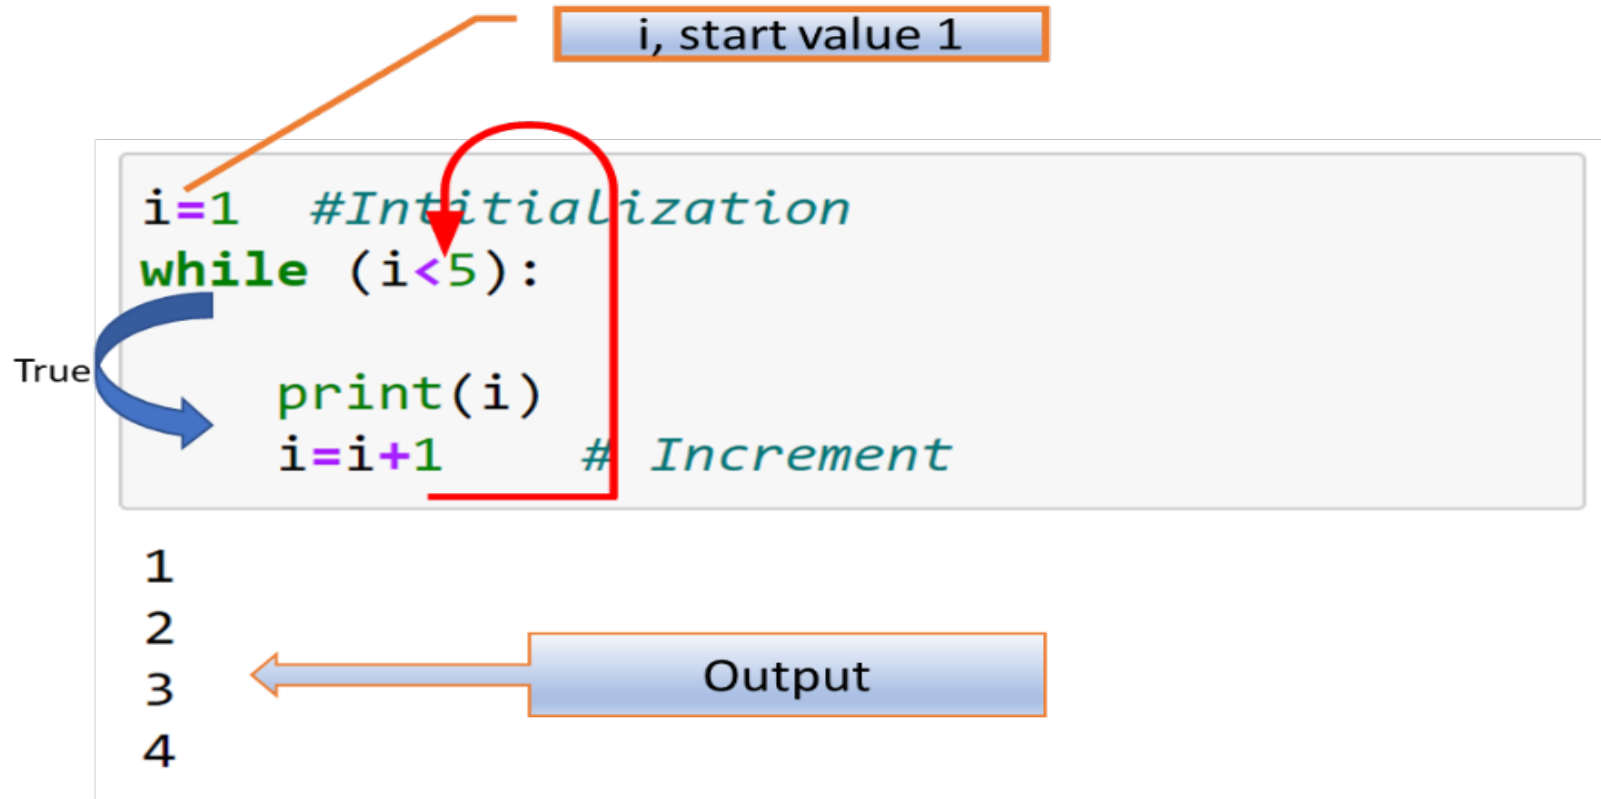 i, start value 1
i=1  #Intitialization
while (i<5):
True
print(i)
i=i+1  # Increment
1
2
3
4
Output